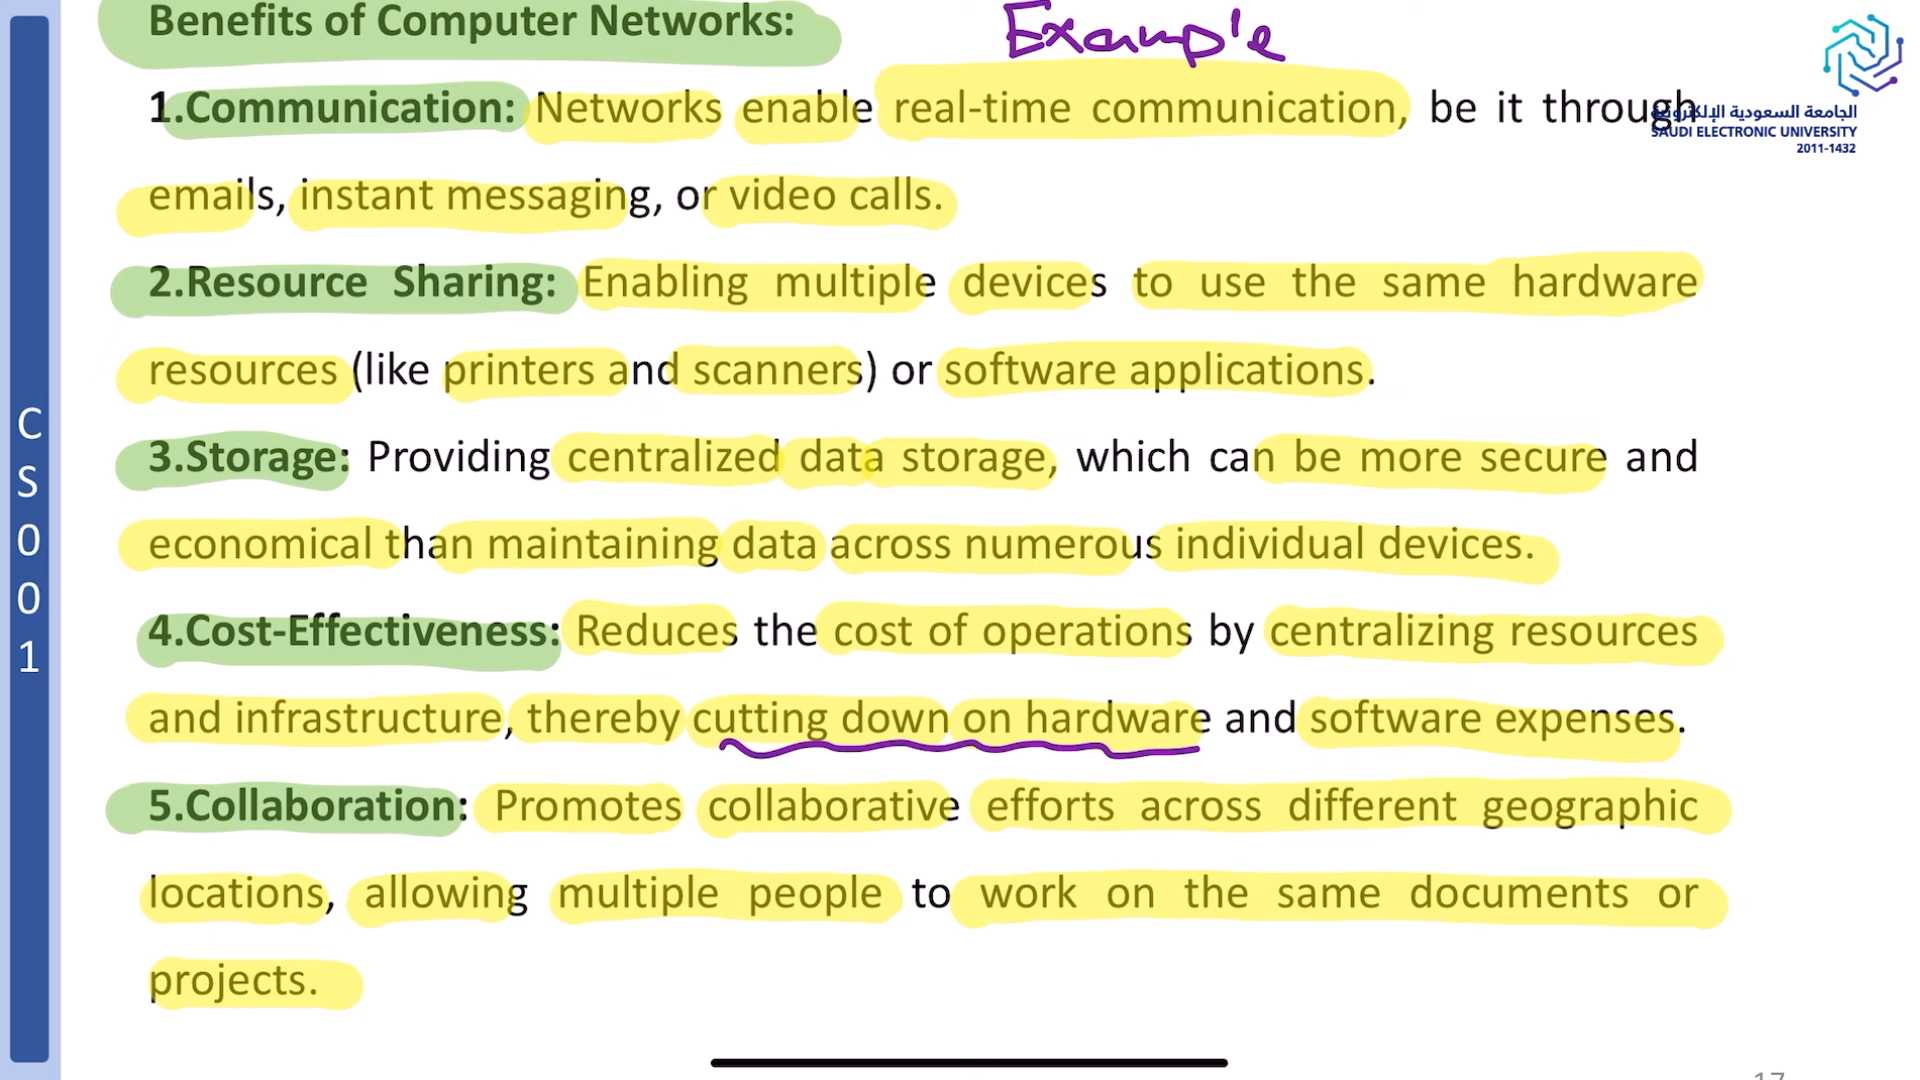 Benefits of Computer Networks:
Example
1.Communication: Networks enable real-time communication, be it through
emails, instant messaging, or video calls.
2.Resource Sharing: Enabling multiple devices to use the same hardware
resources (like printers and scanners) or software applications.
3.Storage: Providing centralized data storage, which can be more secure and
economical than maintaining data across numerous individual devices.
4.Cost-Effectiveness: Reduces the cost of operations by centralizing resources
and infrastructure, thereby cutting down on hardware and software expenses.
5.Collaboration: Promotes collaborative efforts across different geographic
locations, allowing multiple people to work on the same documents or
projects.
الجامعة السعودية الإلكترونية
SAUDI ELECTRONIC UNIVERSITY
2011-1432
CS001
17